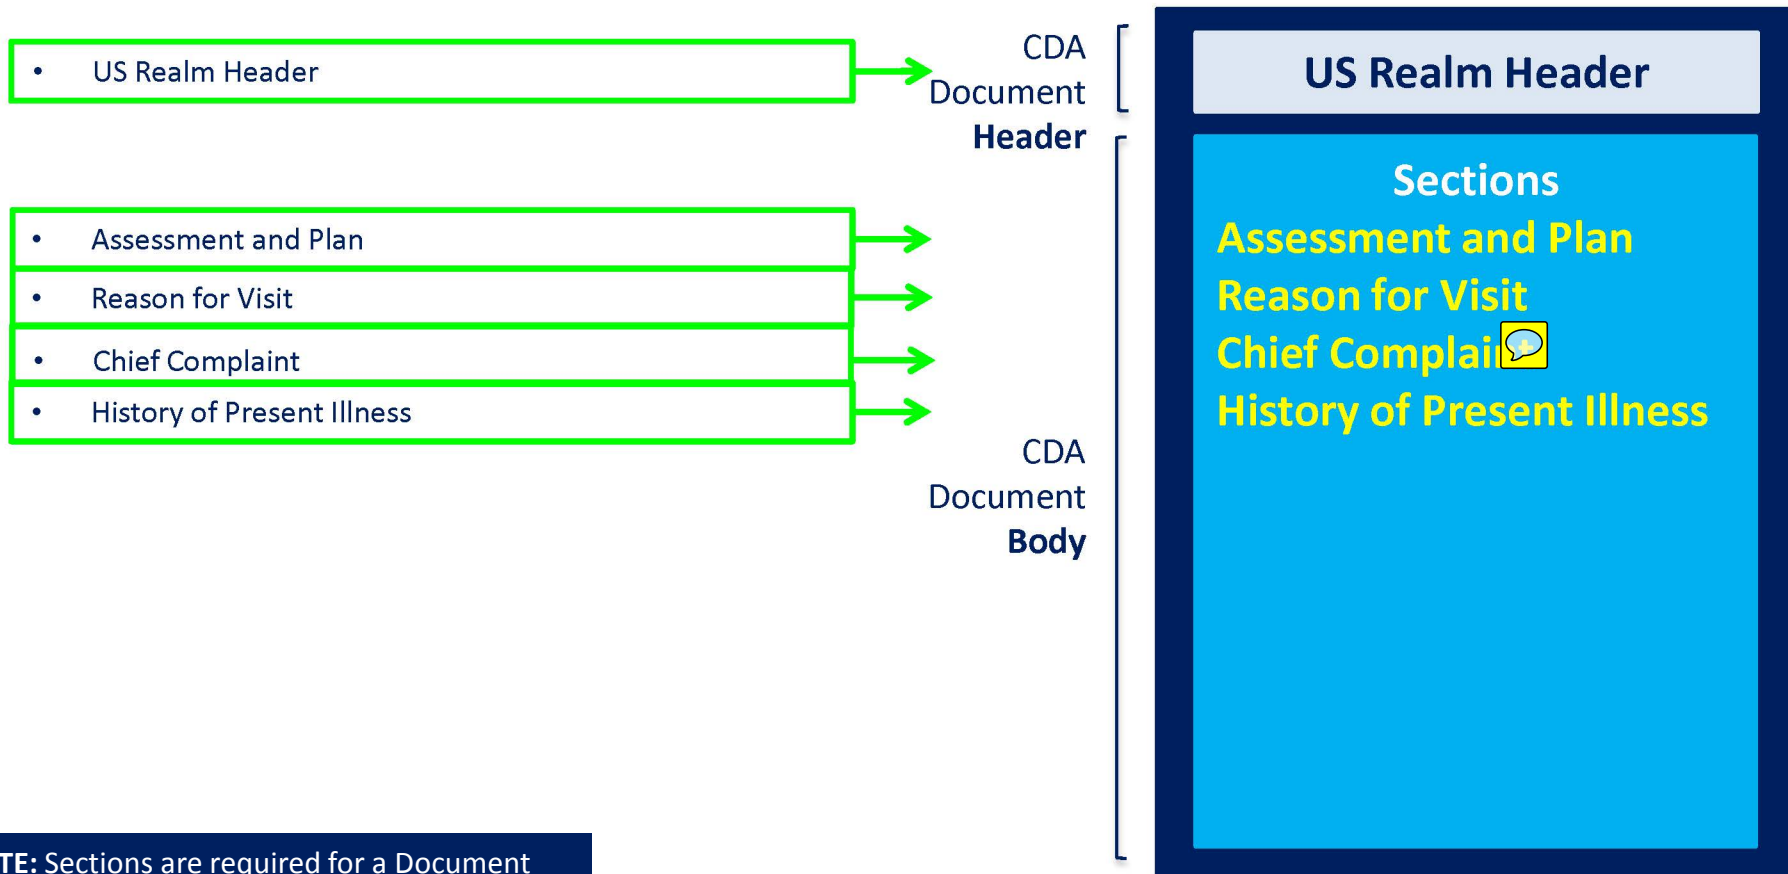 • US Realm Header
• Assessment and Plan
• Reason for Visit
• Chief Complaint
• History of Present Illness
CDA
Document
Header
CDA
Document
Body
US Realm Header
Sections
Assessment and Plan
Reason for Visit
Chief Complai
History of Present Illness
TE: Sections are required for a Document